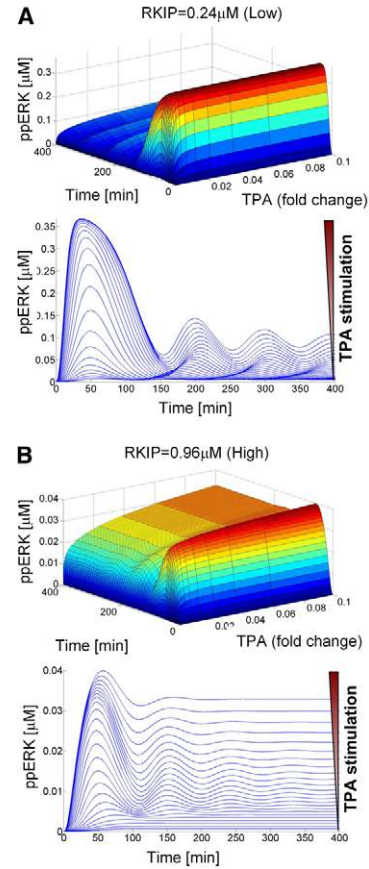 A
RKIP=0.24μM (Low)
ppERK [μM]
0.3
0.2
0.1
0
400
200
0
Time [min]
0.02
0.04
0.06
0.08
0.1
TPA (fold change)
ppERK [μM]
0.35
0.3
0.25
0.2
0.15
0.1
0.05
0
0 50 100 150 200 250 300 350 400
Time [min]
TPA stimulation
B
RKIP=0.96μM (High)
ppERK [μM]
0.04
0.03
0.02
0.01
0
400
200
0
Time [min]
0.04
0.06
0.08
0.1
TPA (fold change)
ppERK [μM]
0.04
0.03
0.02
0.01
0
0 50 100 150 200 250 300 350 400
Time [min]
TPA stimulation